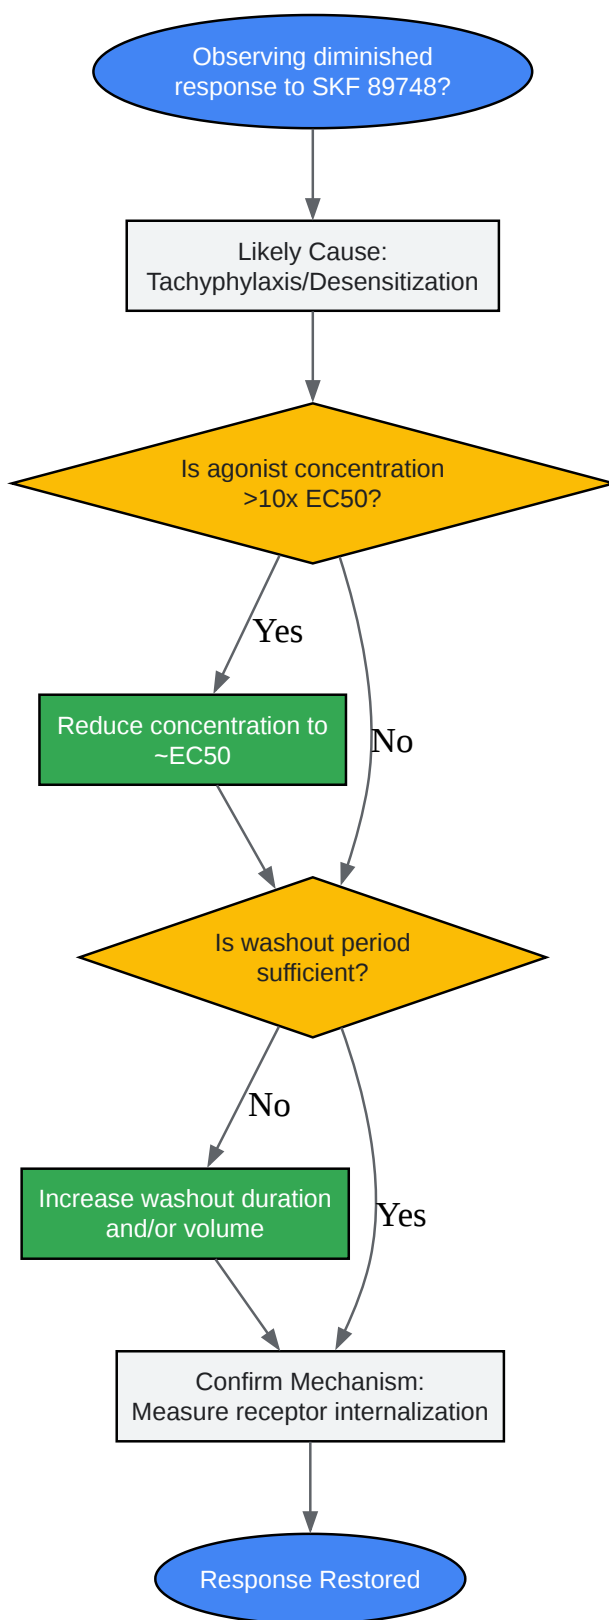 Observing diminished
response to SKF 89748?
Likely Cause:
Tachyphylaxis/Desensitization
Is agonist concentration
>10x EC50?
Yes
Reduce concentration to
~EC50
No
Is washout period
sufficient?
No
Increase washout duration
and/or volume
Yes
Confirm Mechanism:
Measure receptor internalization
Response Restored